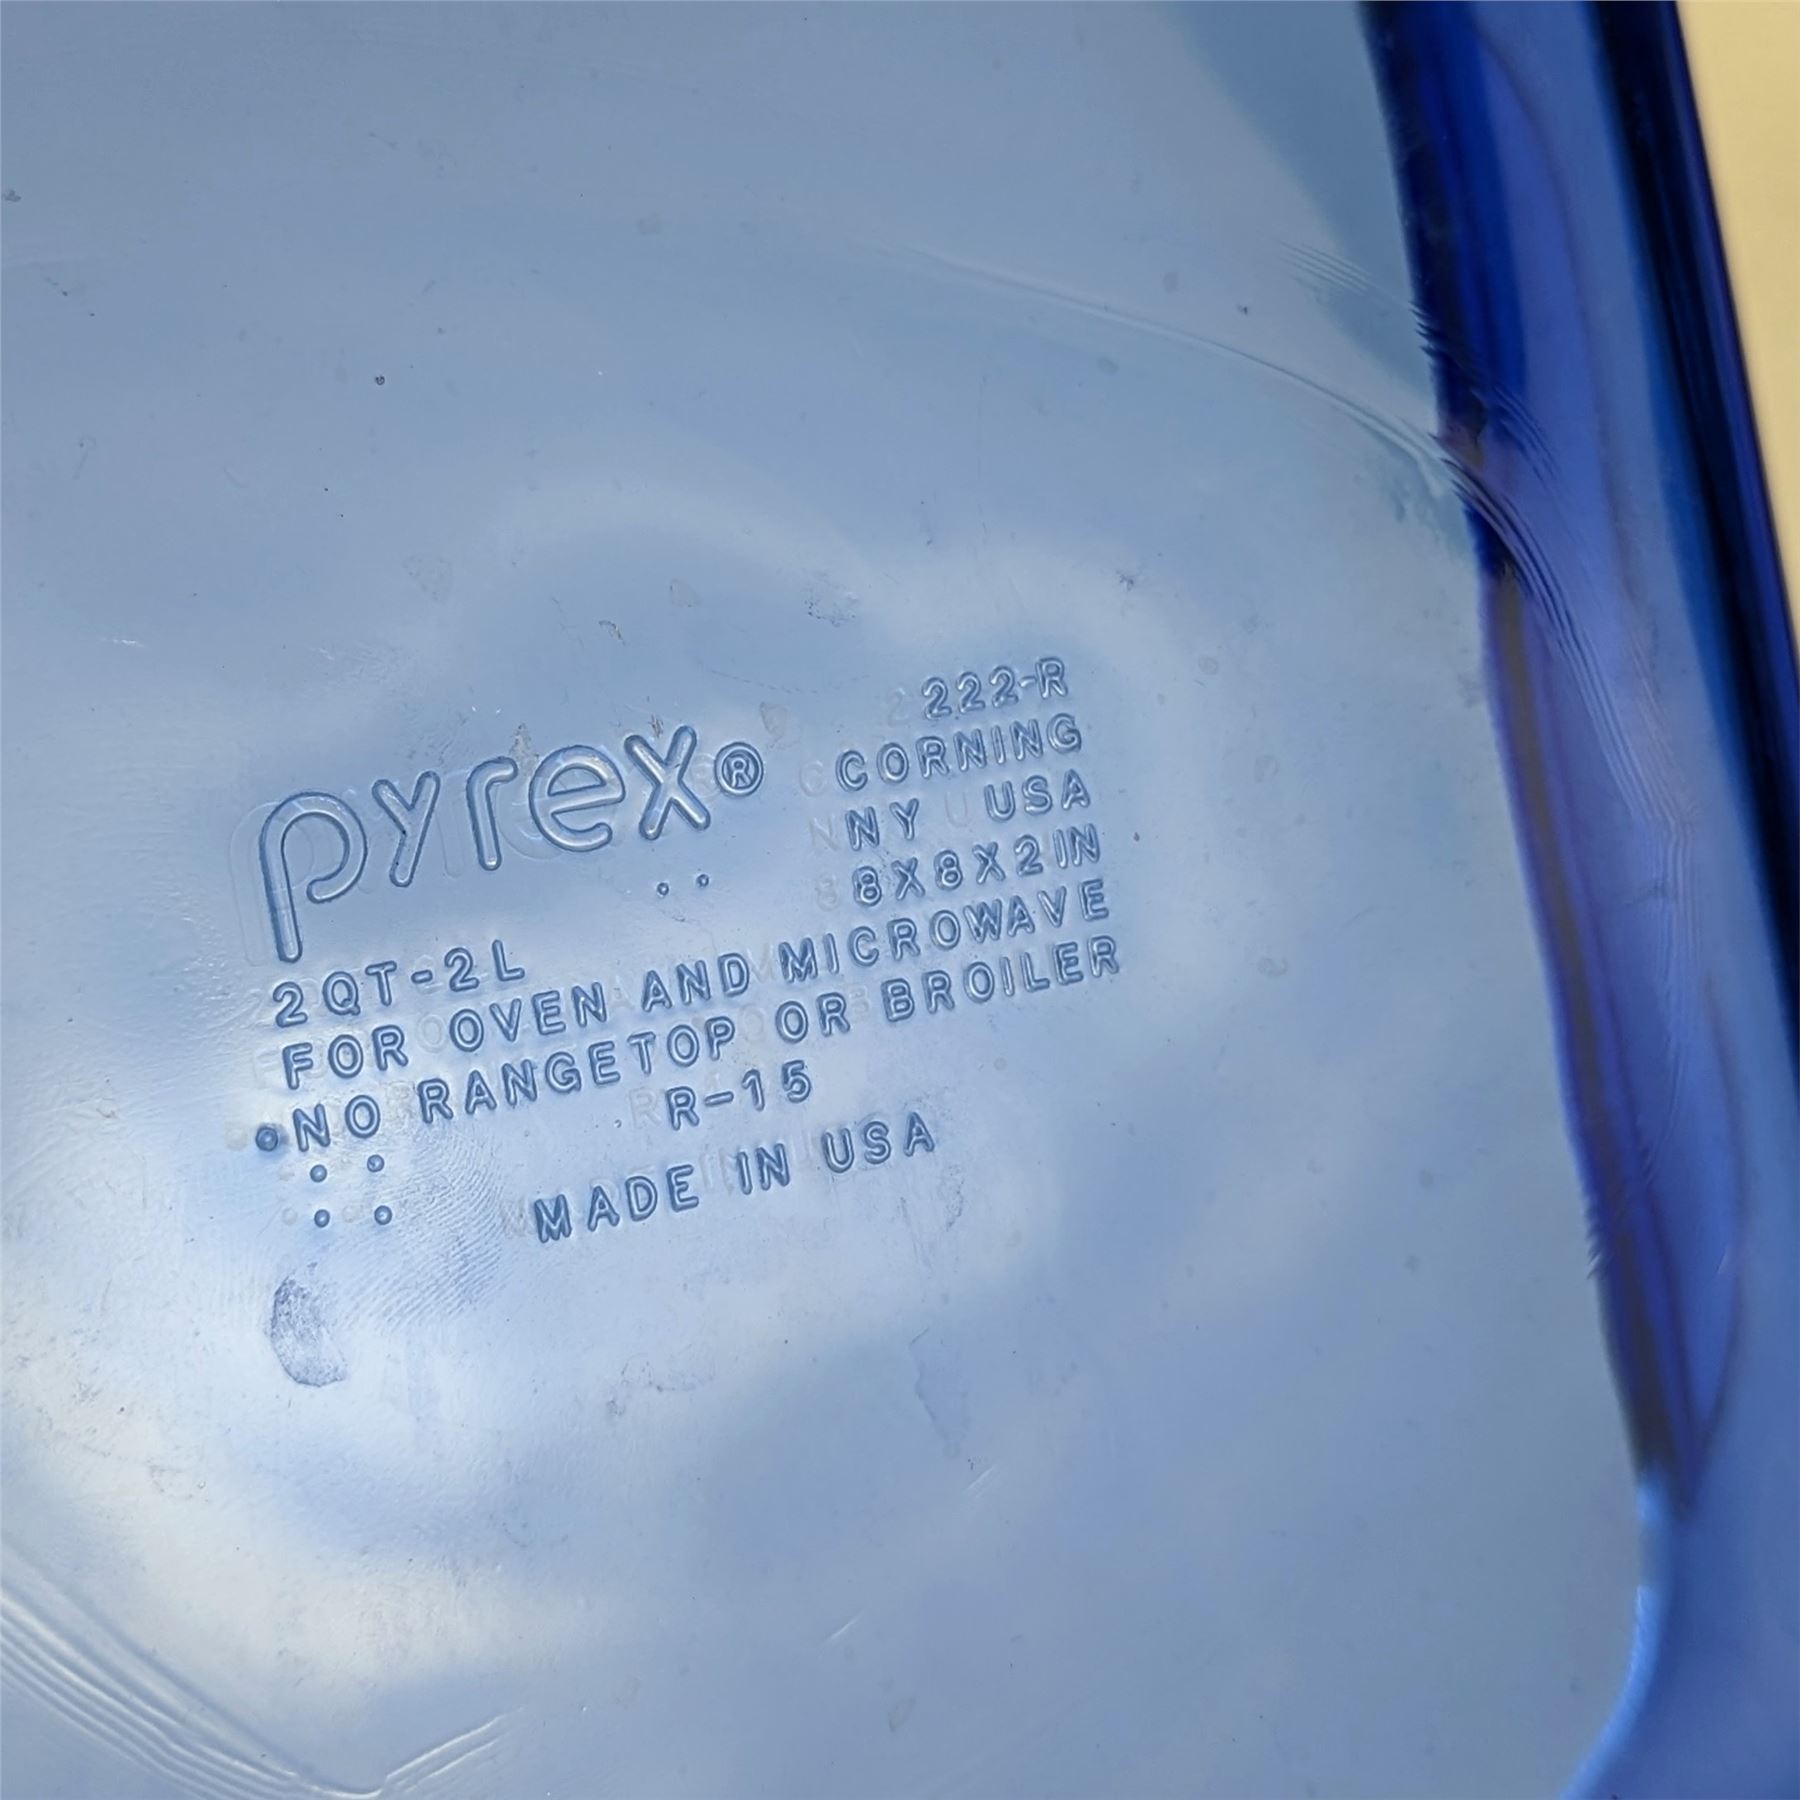 222-R
pyrex® CORNING
NY USA
8X8X2IN
2QT-2L
FOR OVEN AND MICROWAVE
•NO RANGETOP OR BROILER
R-15
MADE IN USA